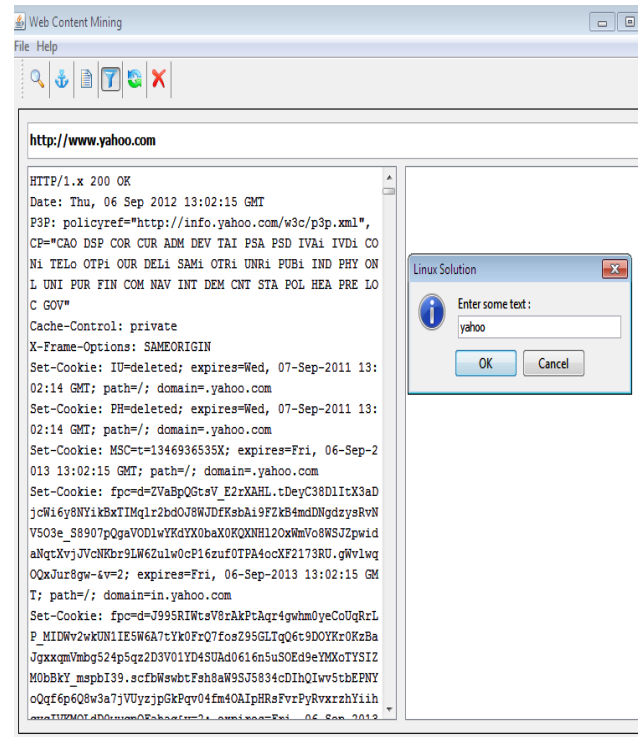 Web Content Mining
File Help
http://www.yahoo.com
HTTP/1.x 200 OK
Date: Thu, 06 Sep 2012 13:02:15 GMT
P3P: policyref="http://info.yahoo.com/w3c/p3p.xml",
CP="CAO DSP COR CUR ADM DEV TAI PSA PSD IVAi IVDi CO
Ni TELo OTPi OUR DELi SAMi OTRi UNRi PUBi IND PHY ON
L UNI PUR FIN COM NAV INT DEM CNT STA POL HEA PRE LO
C GOV"
Cache-Control: private
X-Frame-Options: SAMEORIGIN
Set-Cookie: IU=deleted; expires=Wed, 07-Sep-2011 13:
02:14 GMT; path=/; domain=.yahoo.com
Set-Cookie: PH=deleted; expires=Wed, 07-Sep-2011 13:
02:14 GMT; path=/; domain=.yahoo.com
Set-Cookie: MSC=t=1346936535X; expires=Fri, 06-Sep-2
013 13:02:15 GMT; path=/; domain=.yahoo.com
Set-Cookie: fpc=d=ZVaBpQGtsV_E2rXAHL.tDeyC38DlItX3aD
jcWi6y8NYikBxTIMqlr2bdOJ8WJDfKsbAi9FZkB4mdDNgdzysRvN
V5O3e_S8907pQgaVODlwYKdYX0baX0KQXNHl2OxWmVo8WSJZpwid
aNqtXvjJVcNKbr9LW6Zulw0cP16zuf0TPA4ocXF2173RU.gWvlwq
OQxJur8gw-&v=2; expires=Fri, 06-Sep-2013 13:02:15 GM
T; path=/; domain=in.yahoo.com
Set-Cookie: fpc=d=J995RIWtsV8rAkPtAqr4gwhm0yeCoUqRrL
P_MIDWv2wkUN1IE5W6A7tYk0FrQ7fosZ95GLTqQ6t9DOYKr0KzBa
JgxxqmVmbg524p5qz2D3V01YD4SUAd0616n5uSOEd9eYMXoTYSIZ
M0bBkY_mspbI39.scfbWswbtFsh8aW9SJ5834cDIhQIwv5tbEPNY
oQqf6p6Q8w3a7jVUyzjpGkPqv04fm4OAIpHRsFvrPyRvxrzhYiih
Linux Solution
Enter some text :
yahoo
OK Cancel